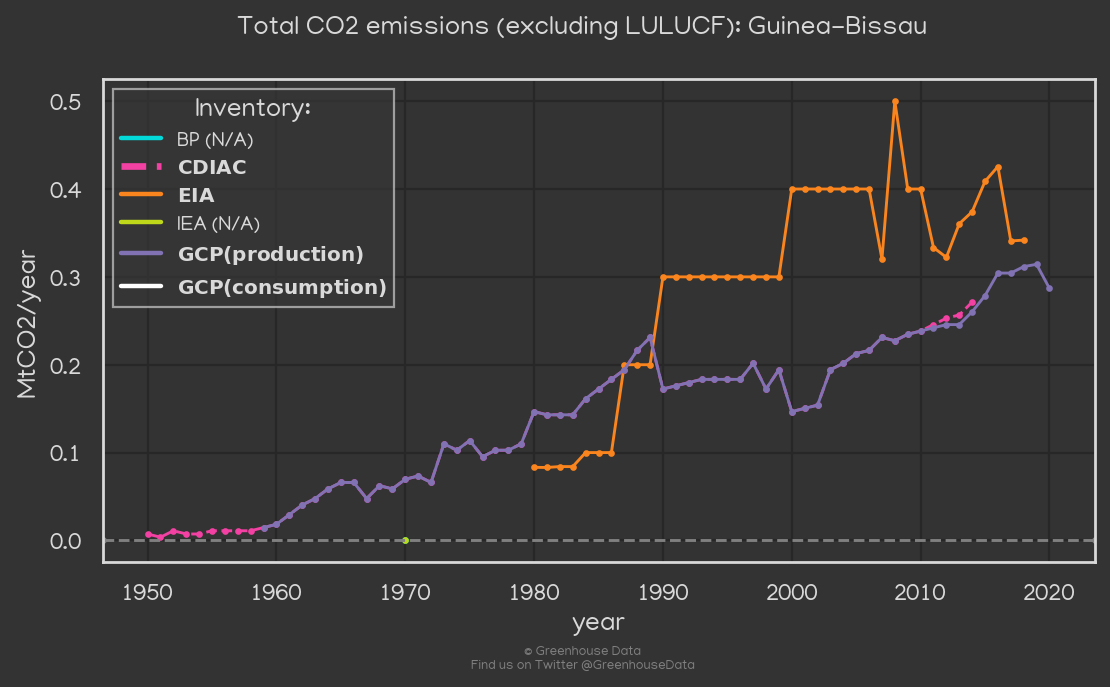 Total CO2 emissions (excluding LULUCF): Guinea-Bissau
Inventory:
BP (N/A)
CDIAC
EIA
IEA (N/A)
GCP(production)
GCP(consumption)
MtCO2/year
0.5
0.4
0.3
0.2
0.1
0.0
1950 1960 1970 1980 1990 2000 2010 2020
year
© Greenhouse Data
Find us on Twitter @GreenhouseData